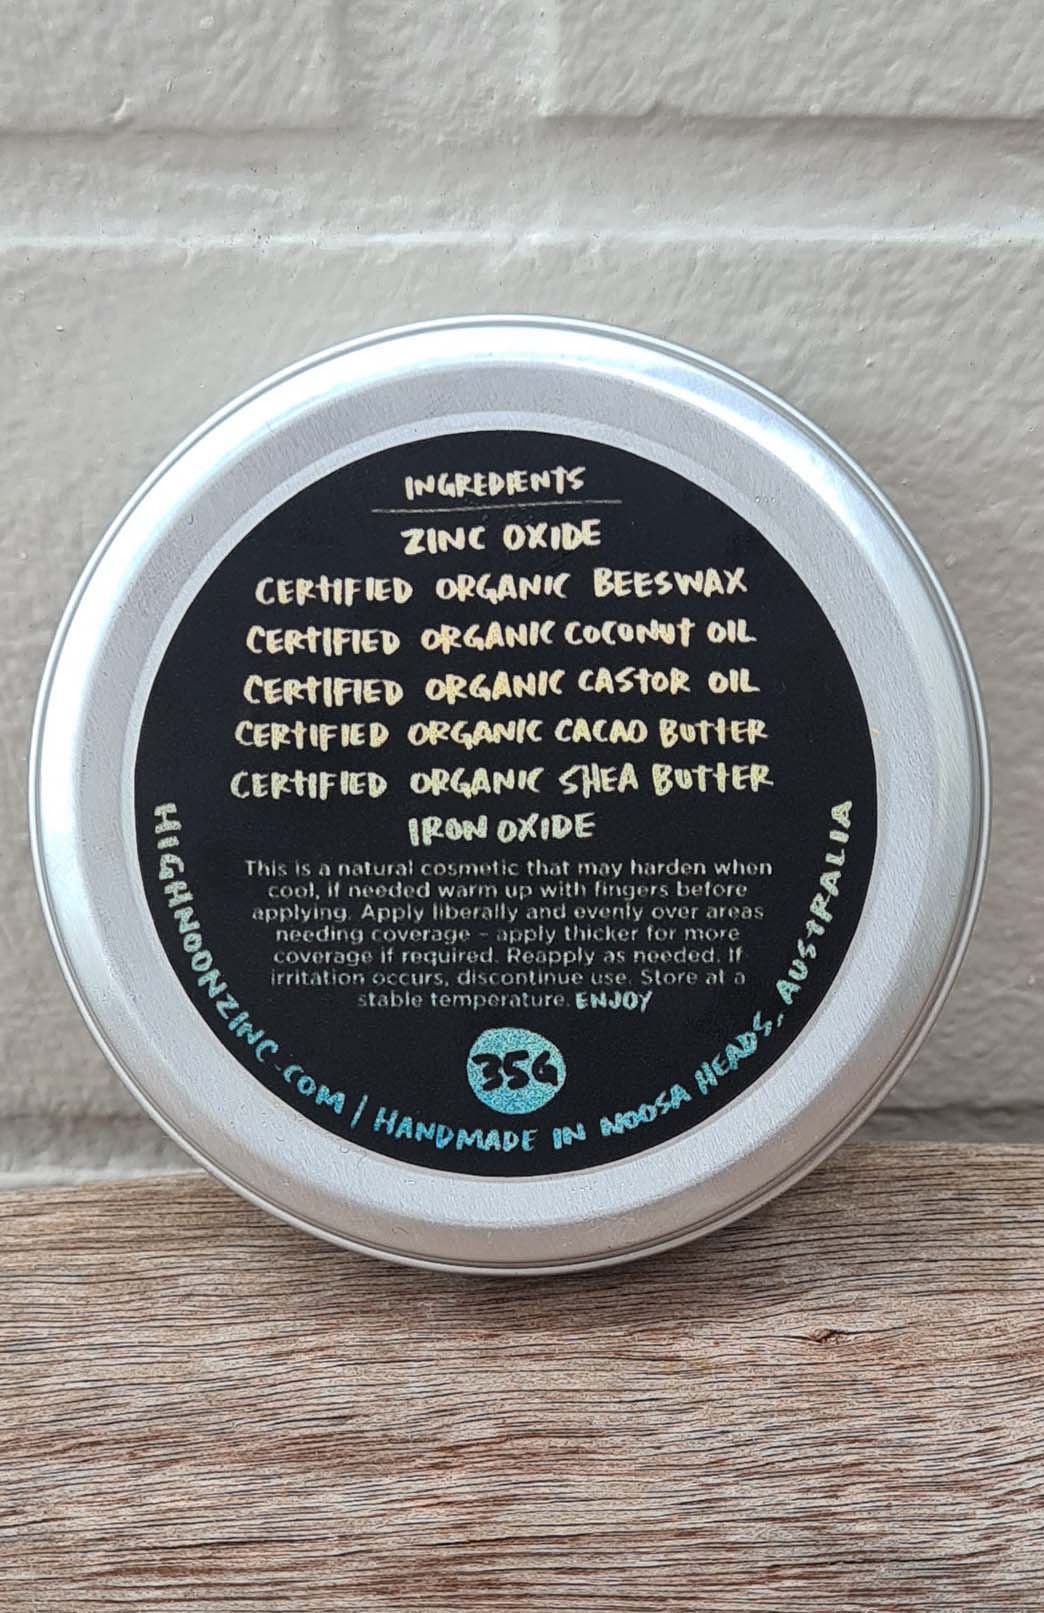 INGREDIENTS
ZINC OXIDE
CERTIFIED ORGANIC BEESWAX
CERTIFIED ORGANIC COCONUT OIL
CERTIFIED ORGANIC CASTOR OIL
CERTIFIED ORGANIC CACAO BUTTER
CERTIFIED ORGANIC SHEA BUTTER
IRON OXIDE
This is a natural cosmetic that may harden when
cool, if needed warm up with fingers before
applying. Apply liberally and evenly over areas
needing coverage - apply thicker for more
coverage if required. Reapply as needed. If
irritation occurs, discontinue use. Store at a
stable temperature. ENJOY
35G
HIGHNOONZINC.COM | HANDMADE IN NOOSA HEADS, AUSTRALIA